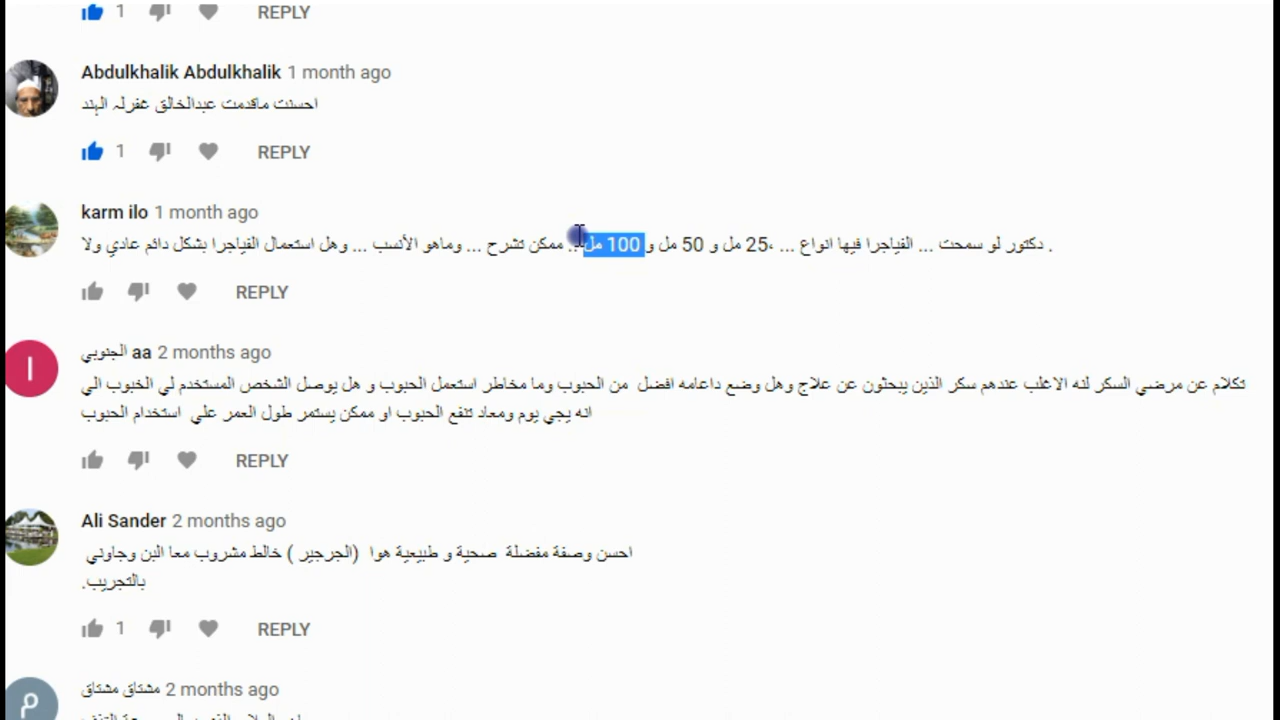 1 REPLY
Abdulkhalik Abdulkhalik 1 month ago
احسنت ماقدمت عبدالخالق غفرلہ الہند
1 REPLY
karm ilo 1 month ago
. دكتور لو سمحت ... الفياجرا فيها انواع ... ،25 مل و 50 مل و 100 مل... ممكن تشرح ... وماهو الأنسب ... وهل استعمال الفياجرا بشكل دائم عادي ولا
REPLY
الجنوبي aa 2 months ago
تكلام عن مرضي السكر لنه الاغلب عندهم سكر الذين يبحثون عن علاج وهل وضع داعامه افضل من الحبوب وما مخاطر استعمل الحبوب و هل يوصل الشخص المستخدم لي الخبوب الي
انه يجي يوم ومعاد تنفع الحبوب او ممكن يستمر طول العمر علي استخدام الحبوب
REPLY
Ali Sander 2 months ago
احسن وصفة مفضلة صحية و طبيعية هوا (الجرجير ) خالط مشروب معا البن وجاوني
بالتجريب.
1 REPLY
مشتاق مشتاق 2 months ago